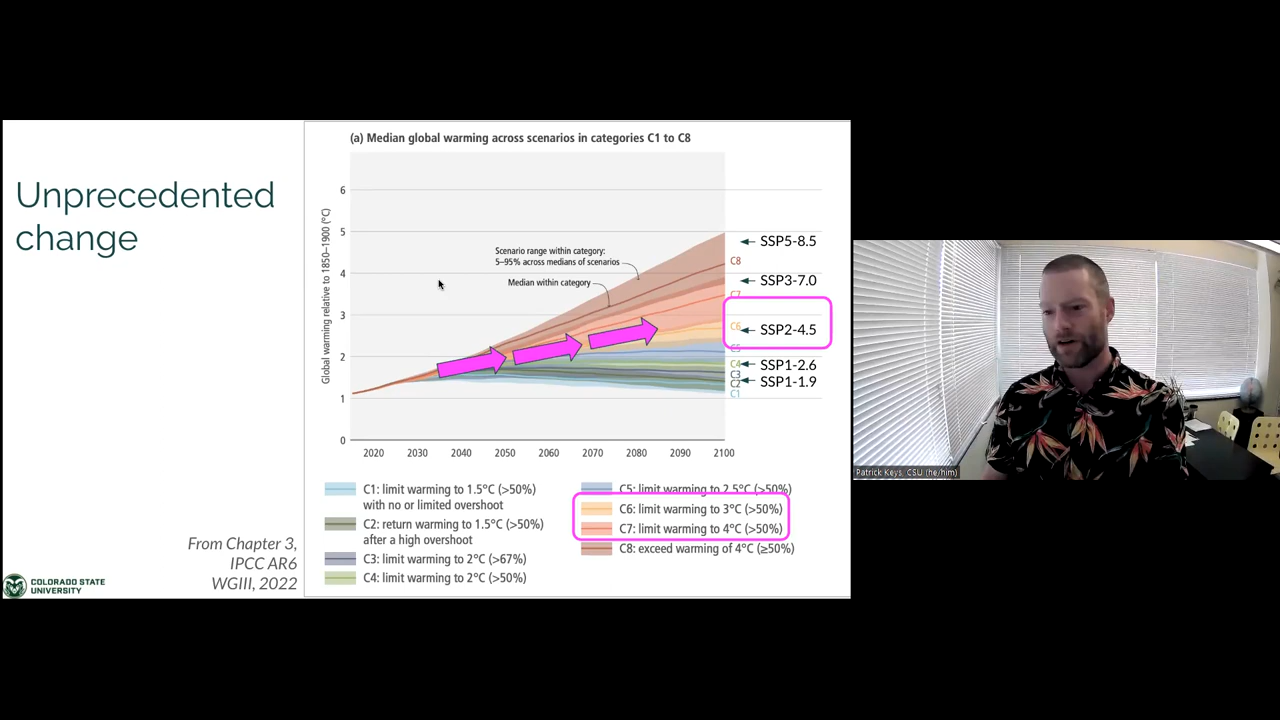 Unprecedented
change
From Chapter 3,
IPCC AR6
WGIII, 2022
COLORADO STATE
UNIVERSITY
(a) Median global warming across scenarios in categories C1 to C8
Global warming relative to 1850–1900 (°C)
6
5
4
3
2
1
0
Scenario range within category:
5–95% across medians of scenarios
Median within category
SSP5-8.5
C8
SSP3-7.0
C7
C6
SSP2-4.5
C5
C4
SSP1-2.6
C3
C2
SSP1-1.9
C1
2020 2030 2040 2050 2060 2070 2080 2090 2100
C1: limit warming to 1.5°C (>50%)
with no or limited overshoot
C2: return warming to 1.5°C (>50%)
after a high overshoot
C3: limit warming to 2°C (>67%)
C4: limit warming to 2°C (>50%)
C5: limit warming to 2.5°C (>50%)
C6: limit warming to 3°C (>50%)
C7: limit warming to 4°C (>50%)
C8: exceed warming of 4°C (≥50%)
Patrick Keys, CSU (he/him)